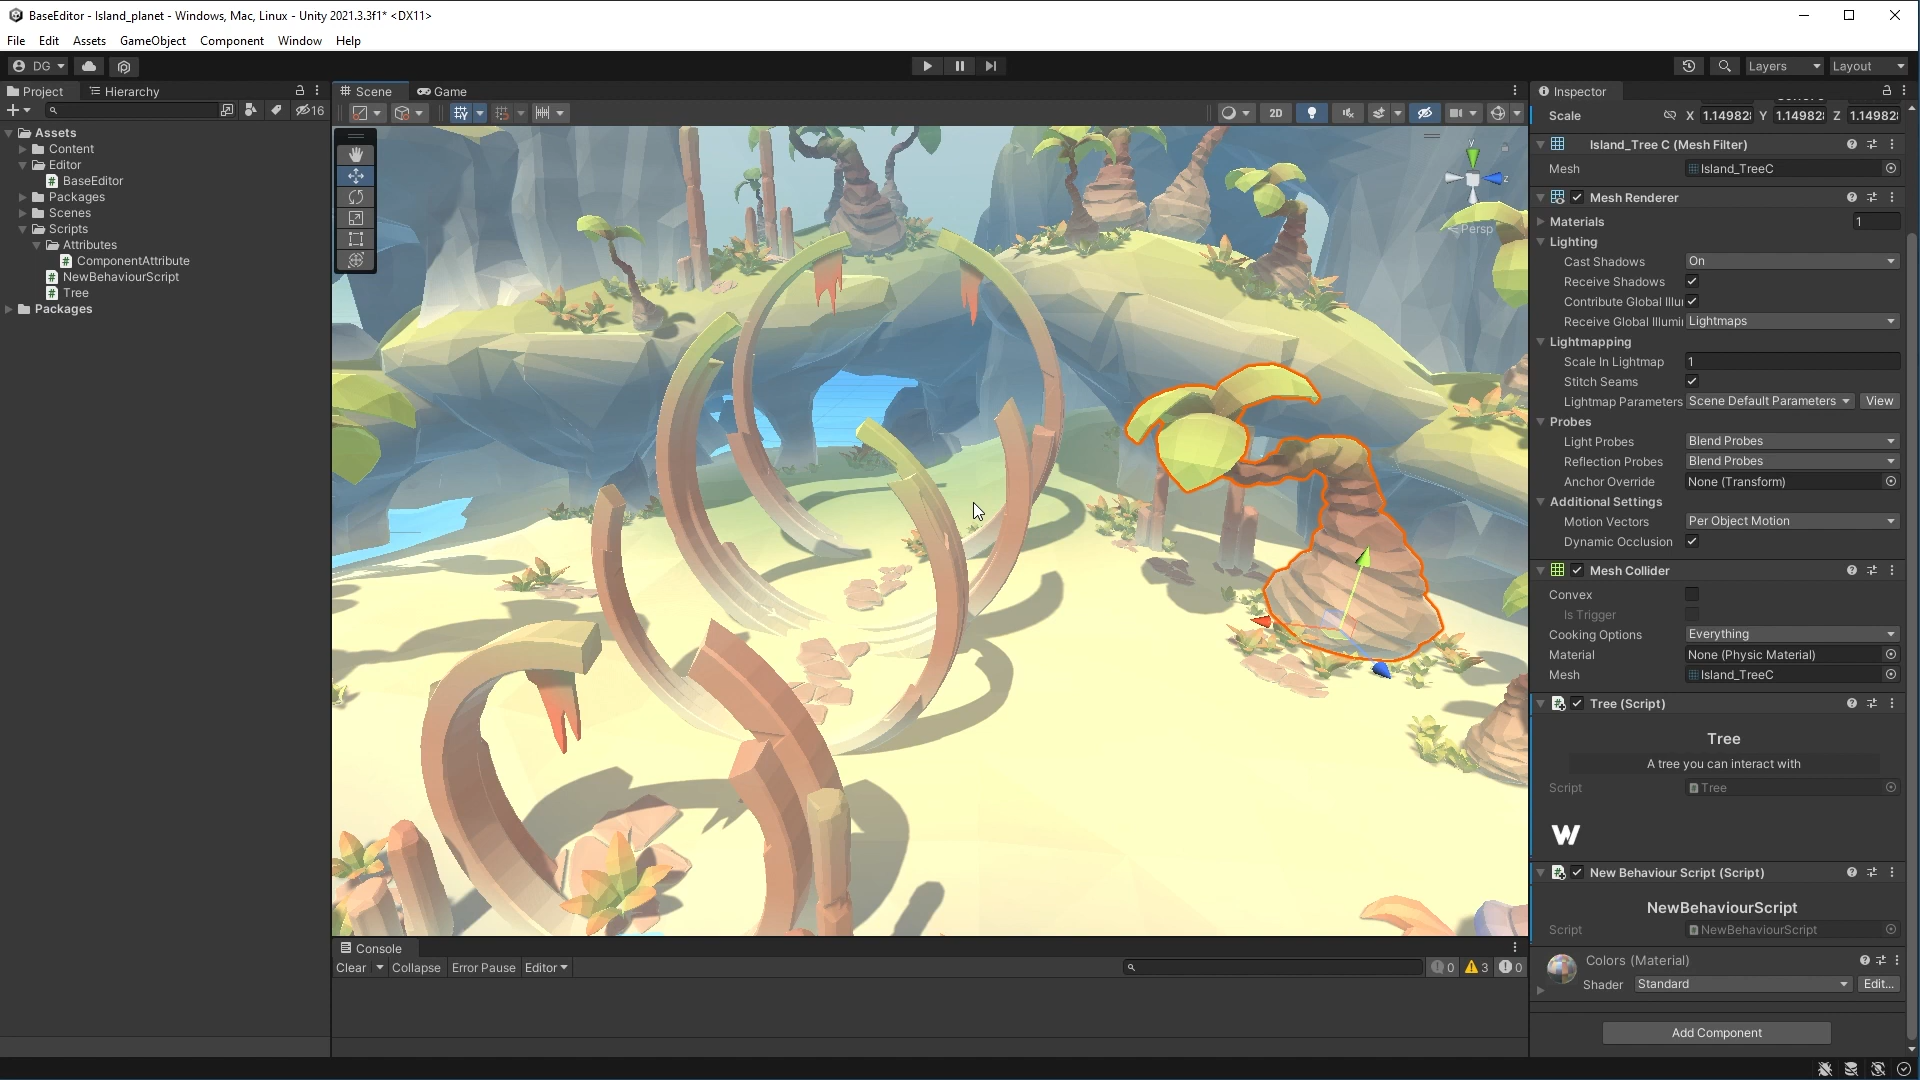 BaseEditor - Island_planet - Windows, Mac, Linux - Unity 2021.3.3f1* <DX11>
File Edit Assets GameObject Component Window Help
DG Layers Layout
Project Hierarchy
16
Assets
Content
Editor
BaseEditor
Packages
Scenes
Scripts
Attributes
ComponentAttribute
NewBehaviourScript
Tree
Packages
Scene Game
2D
y
z
Persp
Console
Clear Collapse Error Pause Editor
0 3 0
Inspector
Scale X 1.14982 Y 1.14982 Z 1.14982
Island_Tree C (Mesh Filter)
Mesh Island_TreeC
Mesh Renderer
Materials 1
Lighting
Cast Shadows On
Receive Shadows
Contribute Global Illu
Receive Global Illumi Lightmaps
Lightmapping
Scale In Lightmap 1
Stitch Seams
Lightmap Parameters Scene Default Parameters View
Probes
Light Probes Blend Probes
Reflection Probes Blend Probes
Anchor Override None (Transform)
Additional Settings
Motion Vectors Per Object Motion
Dynamic Occlusion
Mesh Collider
Convex
Is Trigger
Cooking Options Everything
Material None (Physic Material)
Mesh Island_TreeC
Tree (Script)
Tree
A tree you can interact with
Script Tree
W
New Behaviour Script (Script)
NewBehaviourScript
Script NewBehaviourScript
Colors (Material)
Shader Standard Edit...
Add Component